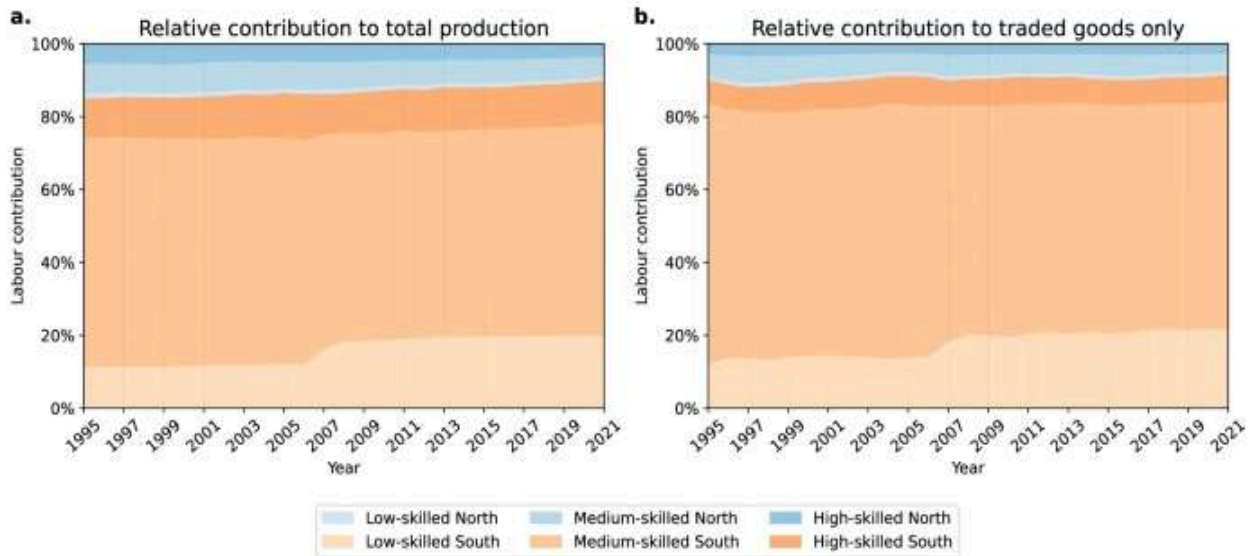 a.
Relative contribution to total production
100%
80%
60%
40%
20%
0%
Labour contribution
1995 1997 1999 2001 2003 2005 2007 2009 2011 2013 2015 2017 2019 2021
Year
b.
Relative contribution to traded goods only
100%
80%
60%
40%
20%
0%
Labour contribution
1995 1997 1999 2001 2003 2005 2007 2009 2011 2013 2015 2017 2019 2021
Year
Low-skilled North Medium-skilled North High-skilled North
Low-skilled South Medium-skilled South High-skilled South